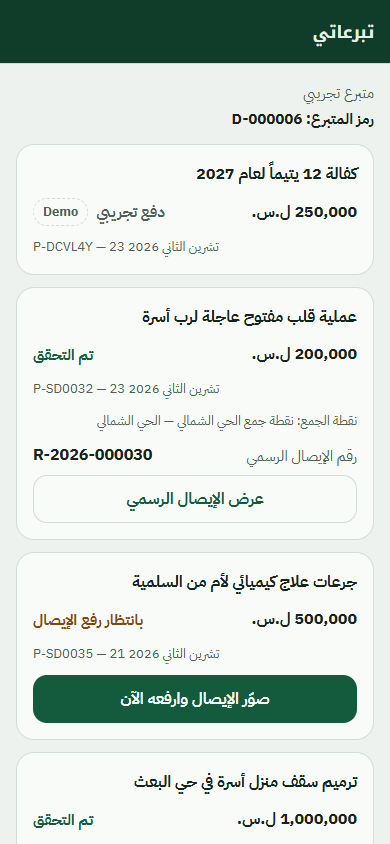 تبرعاتي
متبرع تجريبي
رمز المتبرع: D-000006
كفالة 12 يتيماً لعام 2027
250,000 ل.س. دفع تجريبي Demo
P-DCVL4Y — 23 تشرين الثاني 2026
عملية قلب مفتوح عاجلة لرب أسرة
200,000 ل.س. تم التحقق
P-SD0032 — 23 تشرين الثاني 2026
نقطة الجمع: نقطة جمع الحي الشمالي — الحي الشمالي
رقم الإيصال الرسمي R-2026-000030
عرض الإيصال الرسمي
جرعات علاج كيميائي لأم من السلمية
500,000 ل.س. بانتظار رفع الإيصال
P-SD0035 — 21 تشرين الثاني 2026
صوّر الإيصال وارفعه الآن
ترميم سقف منزل أسرة في حي البعث
1,000,000 ل.س. تم التحقق